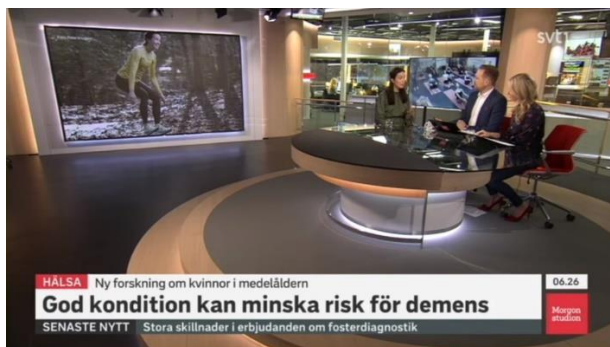 svt1
HÄLSA Ny forskning om kvinnor i medelåldern
06.26
God kondition kan minska risk för demens
Morgon
studion
SENASTE NYTT Stora skillnader i erbjudanden om fosterdiagnostik